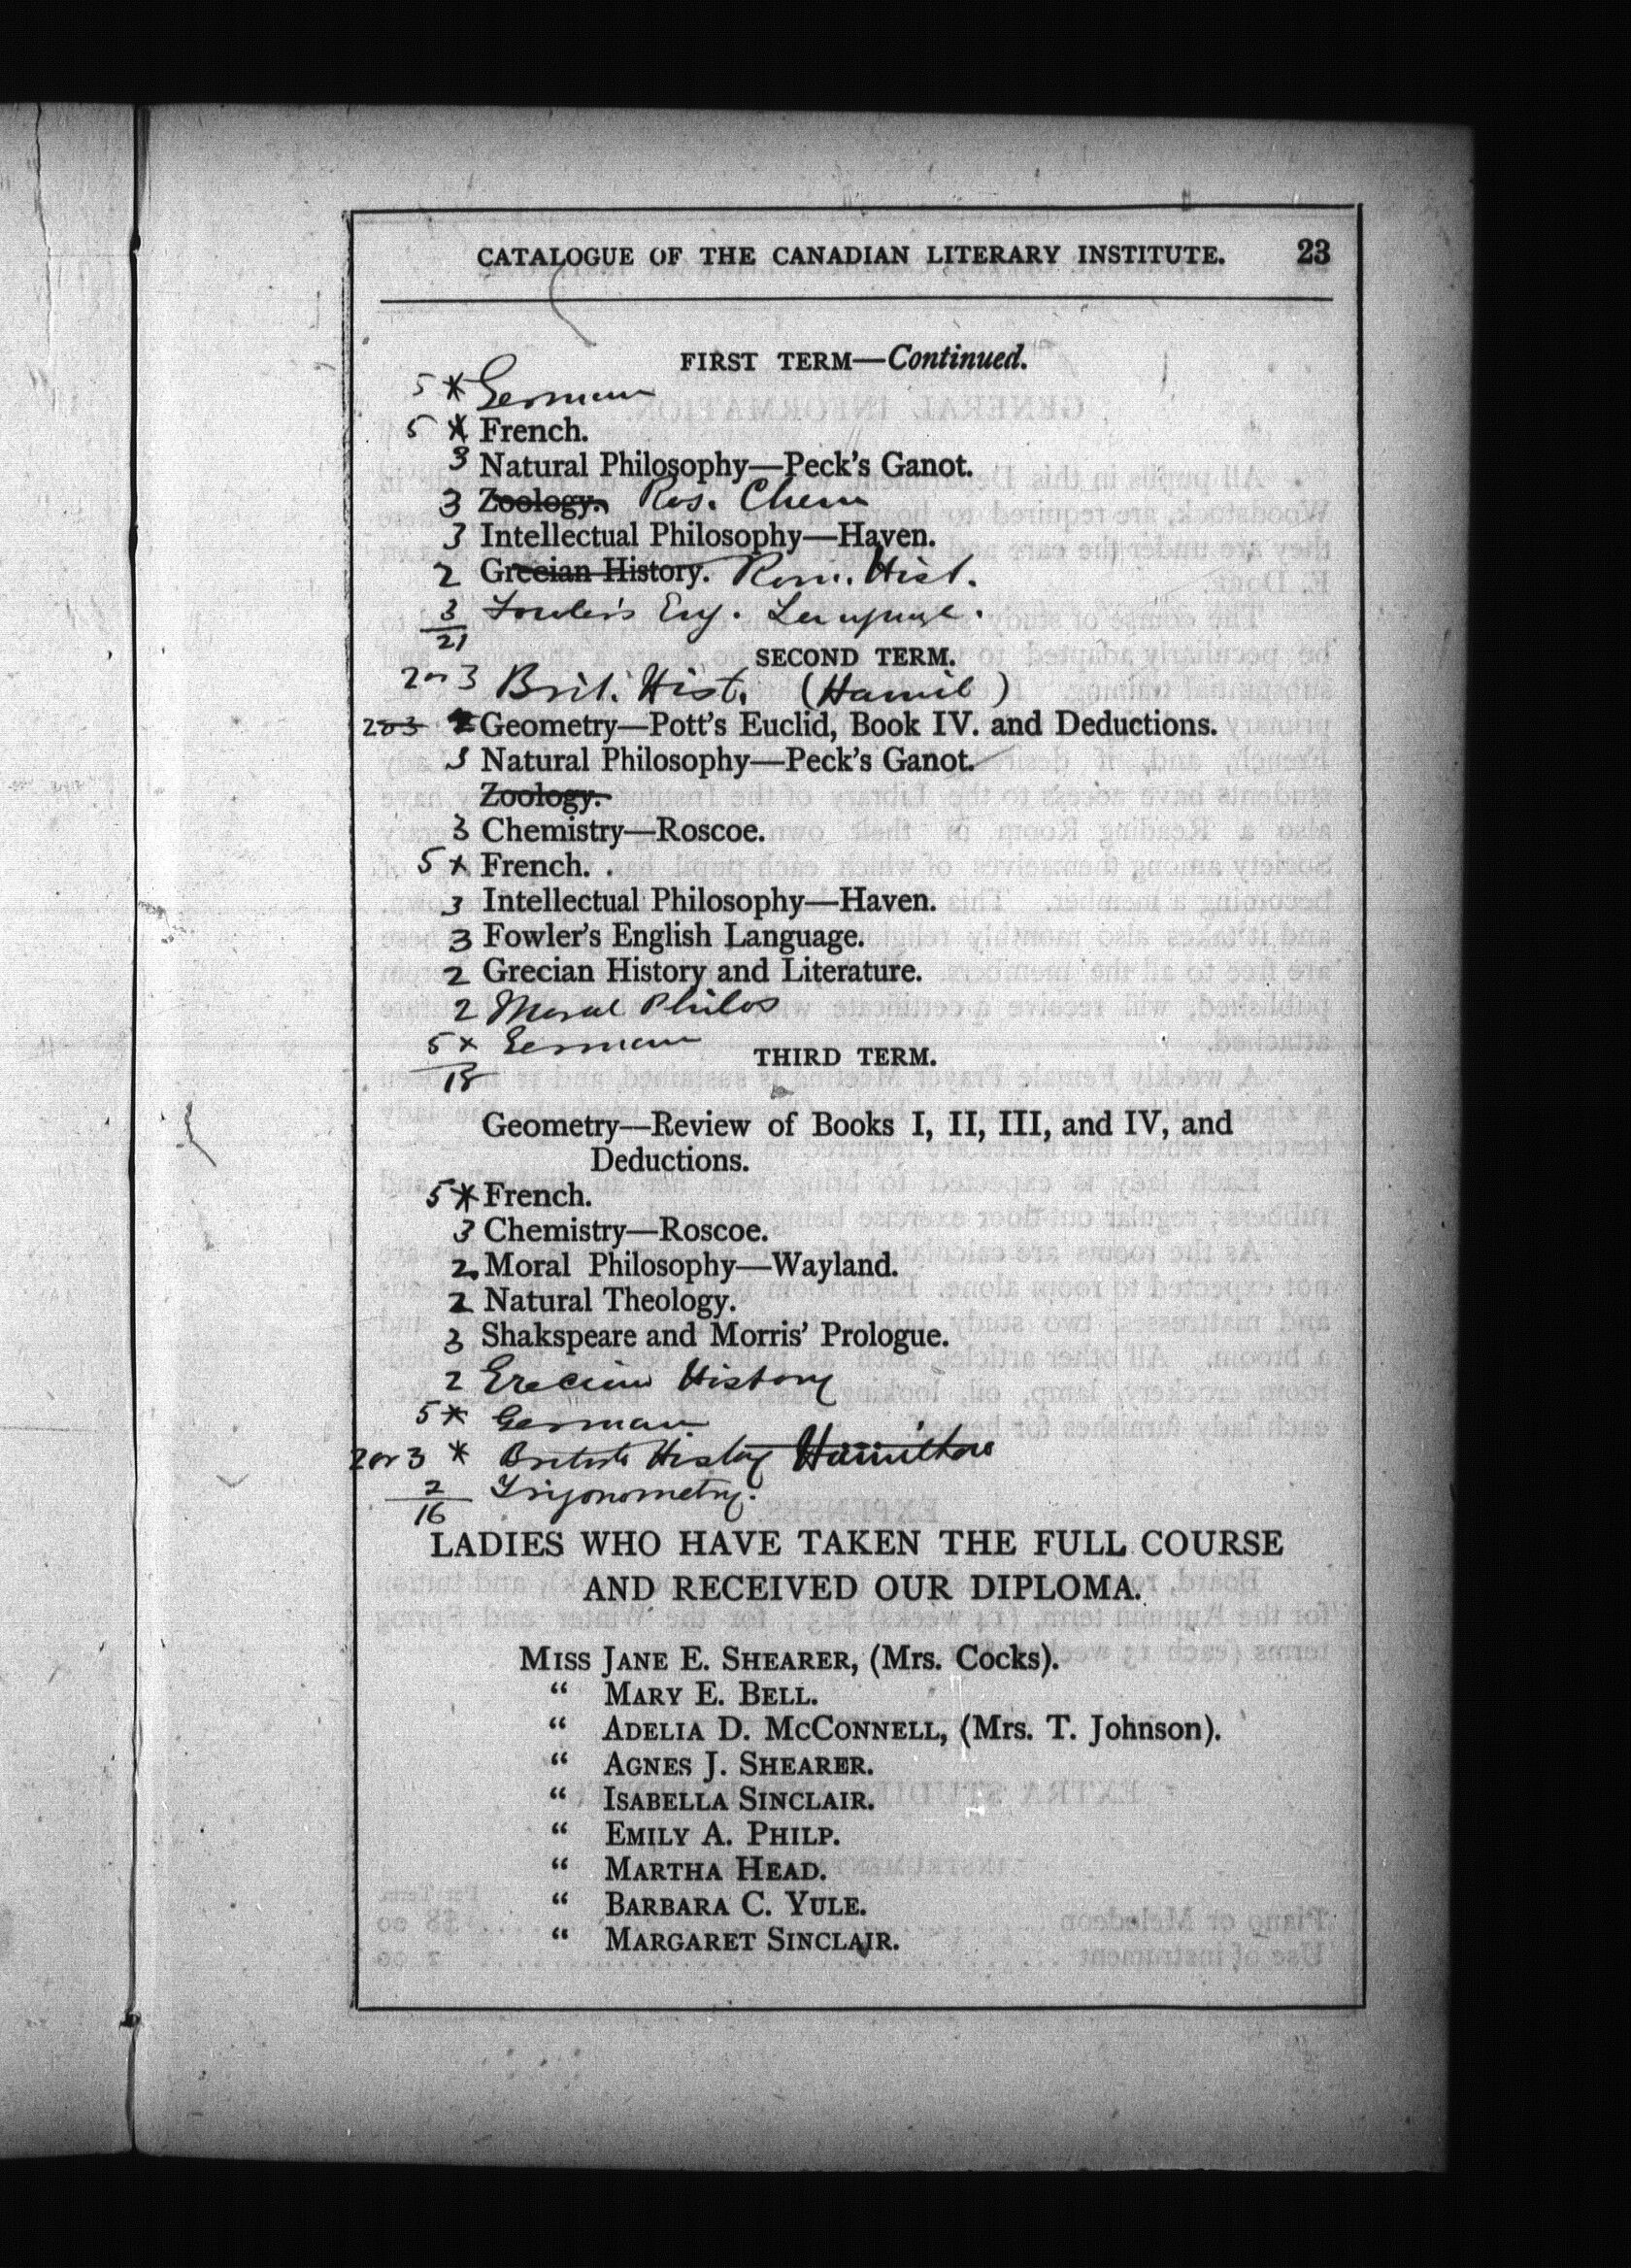 CATALOGUE OF THE CANADIAN LITERARY INSTITUTE. 23
FIRST TERM—Continued.
5 * German
5 * French.
3 Natural Philosophy—Peck's Ganot.
3 Zoology. Ros. Chem
3 Intellectual Philosophy—Haven.
2 Grecian History. Rom. Hist.
3 Fowler's Eng. Language.
21
SECOND TERM.
2 or 3 Brit. Hist. (Hamil)
2 or 3 2 Geometry—Pott's Euclid, Book IV. and Deductions.
3 Natural Philosophy—Peck's Ganot.
Zoology.
3 Chemistry—Roscoe.
5 x French.
3 Intellectual Philosophy—Haven.
3 Fowler's English Language.
2 Grecian History and Literature.
2 Moral Philos
5 x German
18
THIRD TERM.
Geometry—Review of Books I, II, III, and IV, and
Deductions.
5 * French.
3 Chemistry—Roscoe.
2. Moral Philosophy—Wayland.
2 Natural Theology.
3 Shakspeare and Morris' Prologue.
2 Grecian History
5 * German
2 or 3 * British History Hamilton
2 Trigonometry.
16
LADIES WHO HAVE TAKEN THE FULL COURSE
AND RECEIVED OUR DIPLOMA.
MISS JANE E. SHEARER, (Mrs. Cocks).
" MARY E. BELL.
" ADELIA D. MCCONNELL, (Mrs. T. Johnson).
" AGNES J. SHEARER.
" ISABELLA SINCLAIR.
" EMILY A. PHILP.
" MARTHA HEAD.
" BARBARA C. YULE.
" MARGARET SINCLAIR.